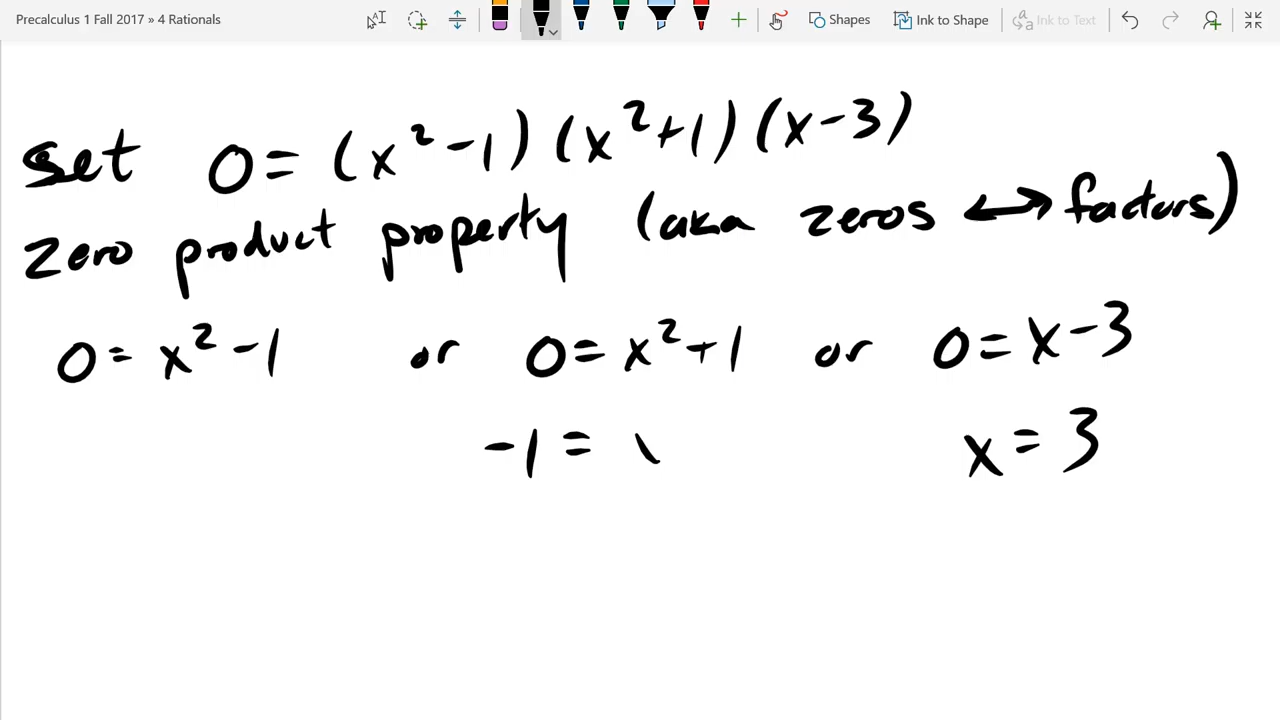 Precalculus 1 Fall 2017 » 4 Rationals Shapes Ink to Shape Ink to Text
set 0 = (x²-1)(x²+1)(x-3)
zero product property (aka zeros ↔ factors)
0 = x²-1 or 0 = x²+1 or 0 = x-3
-1 = \ x = 3